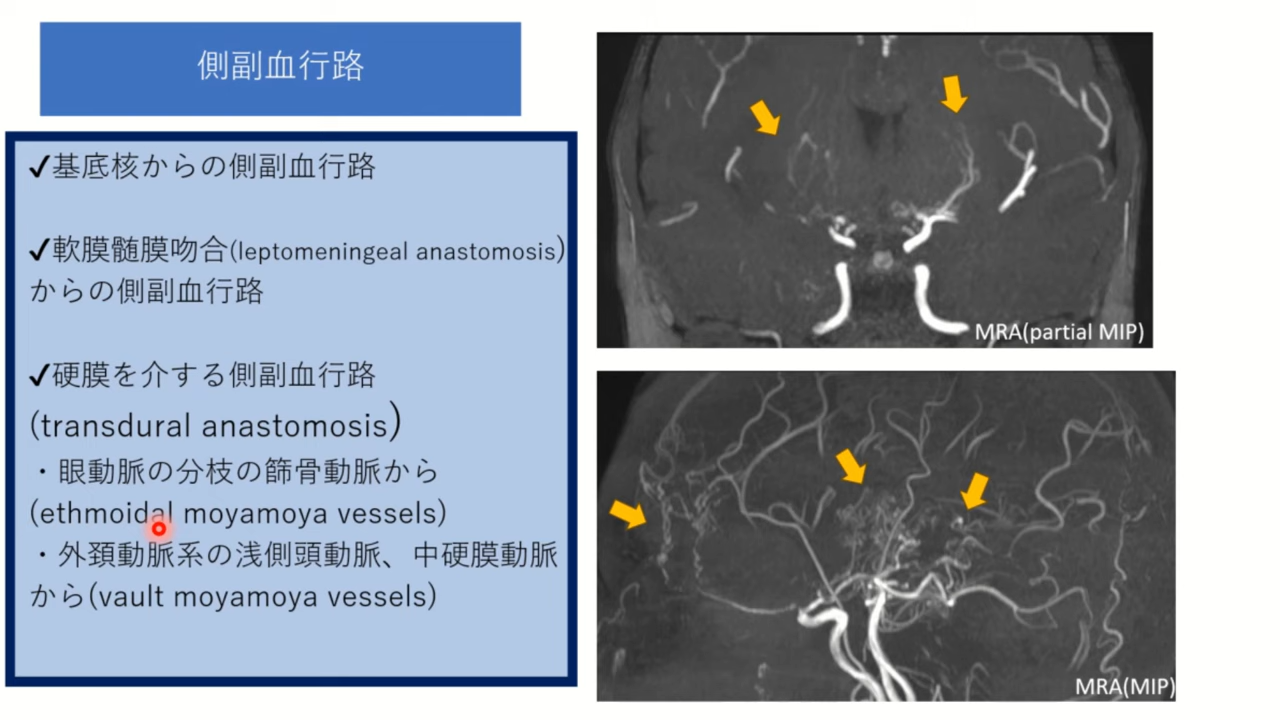 側副血行路
✓基底核からの側副血行路
✓軟膜髄膜吻合(leptomeningeal anastomosis)
からの側副血行路
✓硬膜を介する側副血行路
(transdural anastomosis)
・眼動脈の分枝の篩骨動脈から
(ethmoidal moyamoya vessels)
・外頚動脈系の浅側頭動脈、中硬膜動脈
から(vault moyamoya vessels)
MRA(partial MIP)
MRA(MIP)